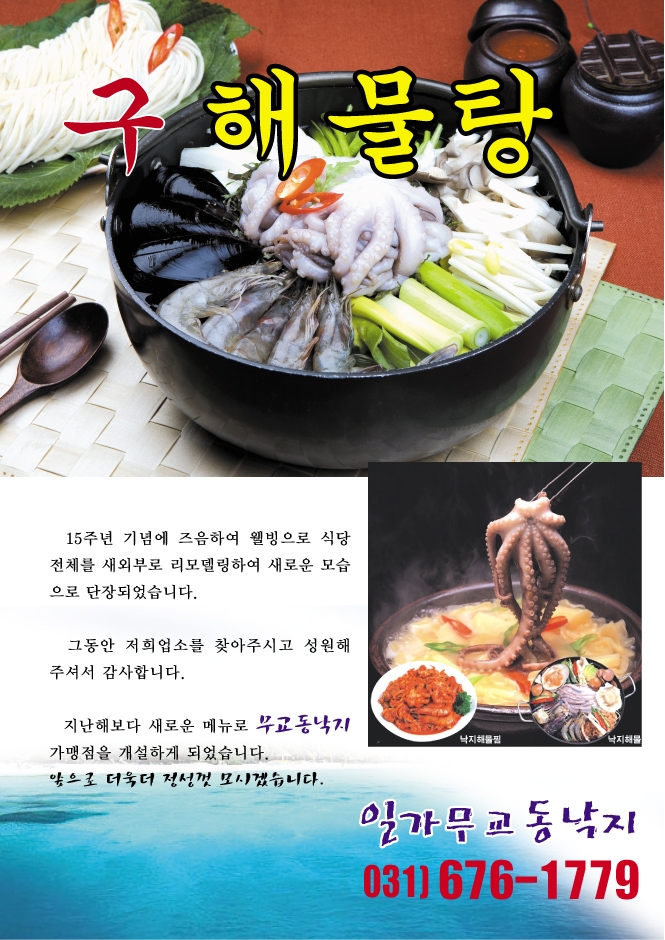 구 해물탕
15주년 기념에 즈음하여 웰빙으로 식당
전체를 새외부로 리모델링하여 새로운 모습
으로 단장되었습니다.
그동안 저희업소를 찾아주시고 성원해
주셔서 감사합니다.
지난해보다 새로운 메뉴로 무교동낙지
가맹점을 개설하게 되었습니다.
앞으로 더욱더 정성껏 모시겠습니다.
낙지해물찜
낙지해물
일가무교동낙지
031) 676-1779